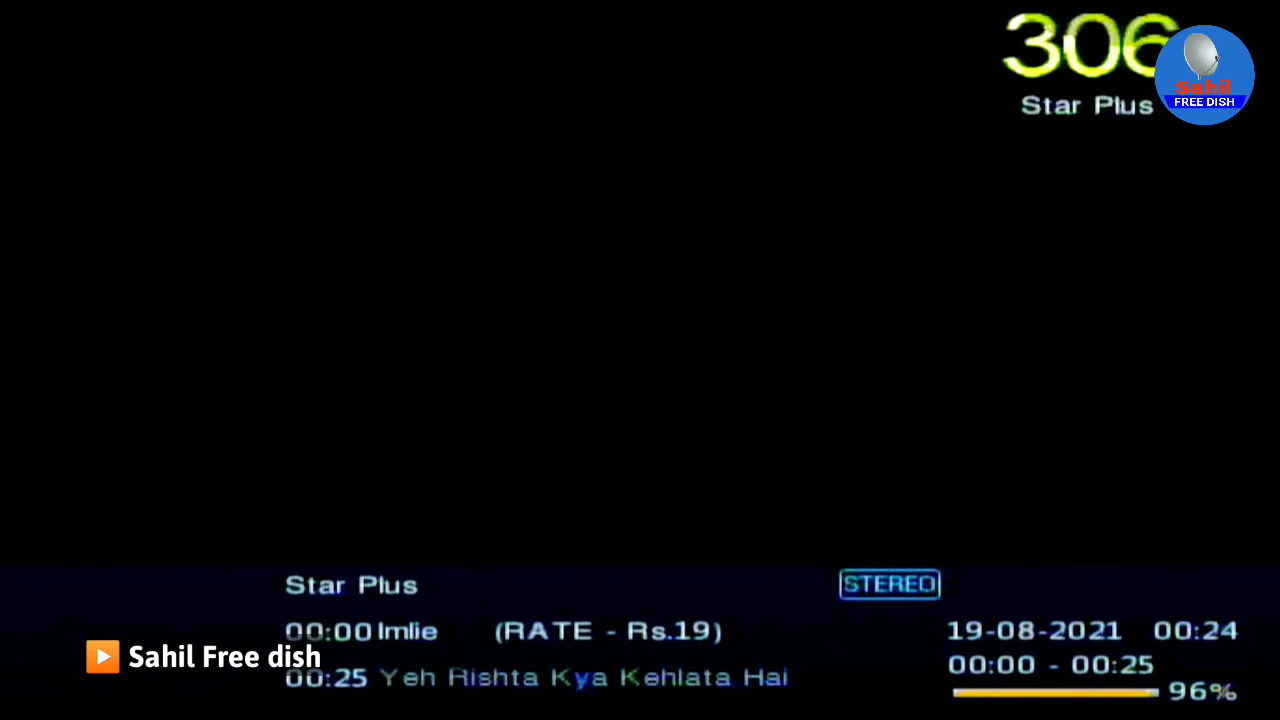 306
Star Plus
Sahil
FREE DISH
Star Plus
STEREO
00:00 Imlie (RATE - Rs.19)
19-08-2021 00:24
00:00 - 00:25
Sahil Free dish
00:25 Yeh Rishta Kya Kehlata Hai
96%